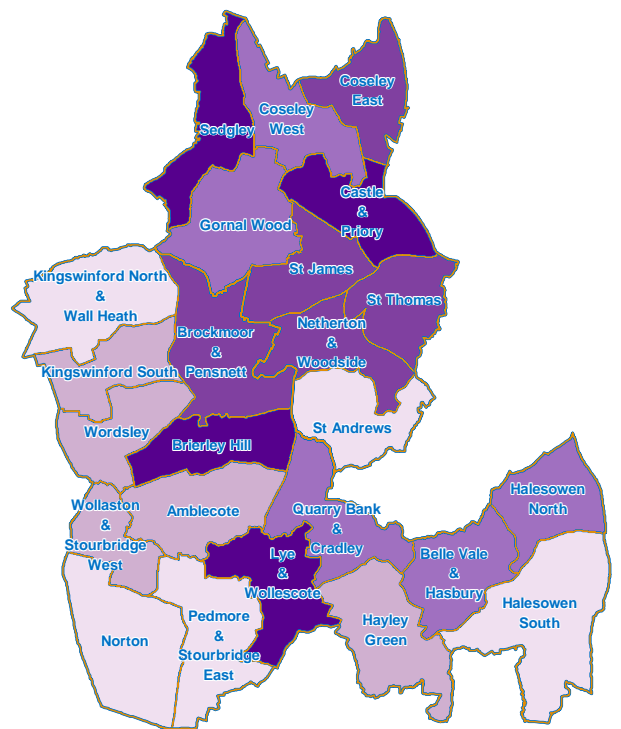 Coseley
East
Coseley
West
Sedgley
Castle
&
Priory
Gornal Wood
St James
Kingswinford North
&
Wall Heath
St Thomas
Netherton
&
Woodside
Brockmoor
&
Pensnett
Kingswinford South
St Andrews
Wordsley
Brierley Hill
Halesowen
North
Wollaston
&
Stourbridge
West
Amblecote
Quarry Bank
&
Cradley
Lye
&
Wollescote
Belle Vale
&
Hasbury
Halesowen
South
Hayley
Green
Norton
Pedmore
&
Stourbridge
East